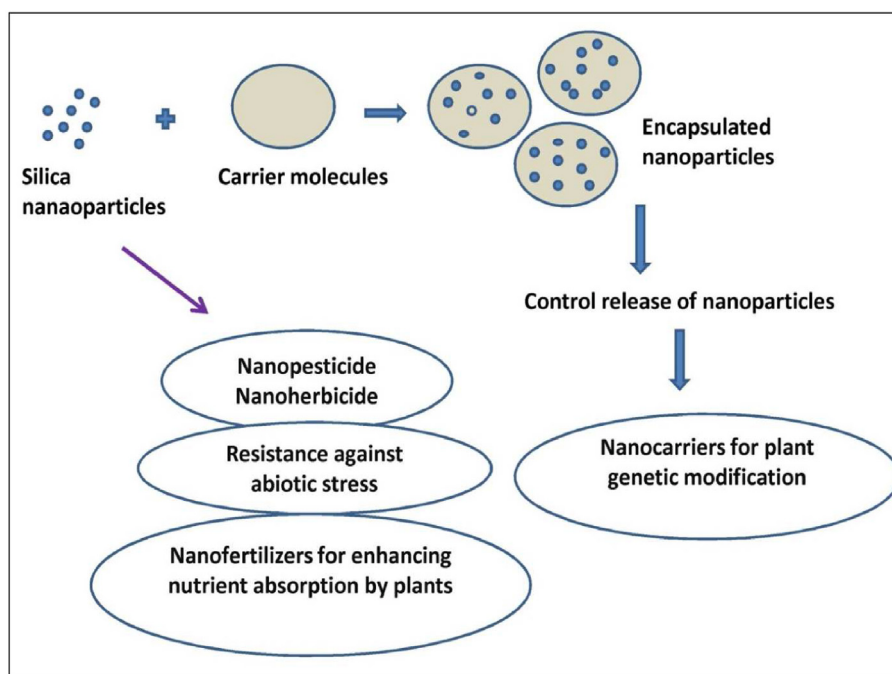 Silica
nanaoparticles
Carrier molecules
Encapsulated
nanoparticles
Control release of nanoparticles
Nanopesticide
Nanoherbicide
Resistance against
abiotic stress
Nanofertilizers for enhancing
nutrient absorption by plants
Nanocarriers for plant
genetic modification